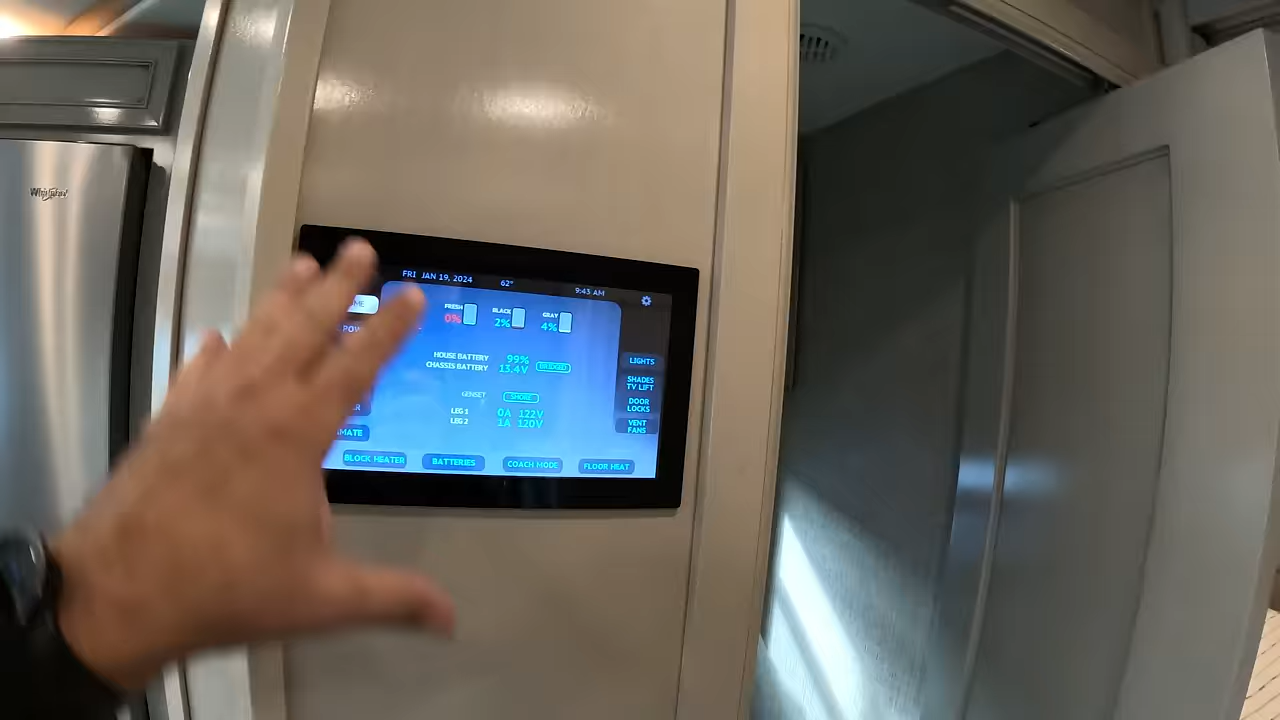 Whirlpool
FRI JAN 19, 2024
62°
9:43 AM
FRESH
0%
BLACK
2%
GRAY
4%
HOUSE BATTERY 99%
CHASSIS BATTERY 13.4V
BRIDGED
GENSET
SHORE
LEG 1 0A 122V
LEG 2 1A 120V
LIGHTS
SHADES
TV LIFT
DOOR
LOCKS
VENT
FANS
BLOCK HEATER
BATTERIES
COACH MODE
FLOOR HEAT